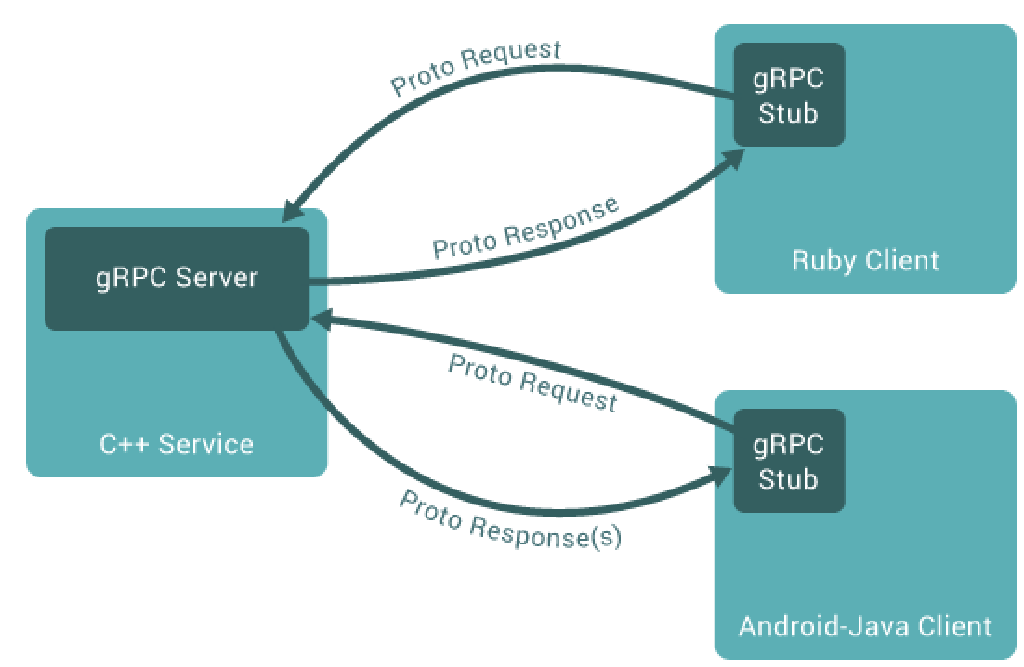 Proto Request
gRPC
Stub
Proto Response
Ruby Client
gRPC Server
C++ Service
Proto Request
gRPC
Stub
Proto Response(s)
Android-Java Client